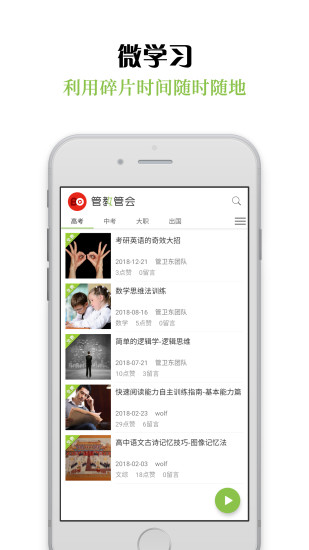 微学习
利用碎片时间随时随地
管教管会
高考 中考 大职 出国
考研英语的奇效大招
2018-12-21 管卫东团队
3点赞 0留言
数学思维法训练
2018-08-16 管卫东团队
数学 5点赞 0留言
简单的逻辑学-逻辑思维
2018-07-21 管卫东团队
10点赞 3留言
快速阅读能力自主训练指南-基本能力篇
2018-02-23 wolf
29点赞 6留言
高中语文古诗记忆技巧-图像记忆法
2018-02-03 wolf
文综 18点赞 0留言